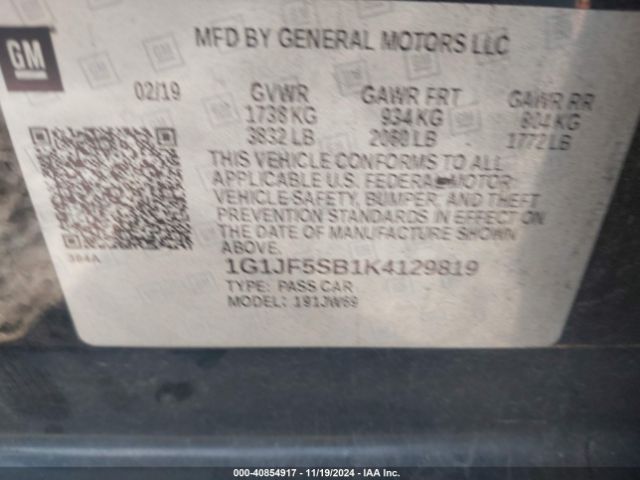 GM
MFD BY GENERAL MOTORS LLC
02/19 GVWR GAWR FRT GAWR RR
1738 KG 934 KG 804 KG
3832 LB 2060 LB 1772 LB
THIS VEHICLE CONFORMS TO ALL
APPLICABLE U.S. FEDERAL MOTOR
VEHICLE SAFETY, BUMPER, AND THEFT
PREVENTION STANDARDS IN EFFECT ON
THE DATE OF MANUFACTURE SHOWN
ABOVE.
384A
1G1JF5SB1K4129819
TYPE: PASS CAR
MODEL: 191JW69
000-40854917 - 11/19/2024 - IAA Inc.